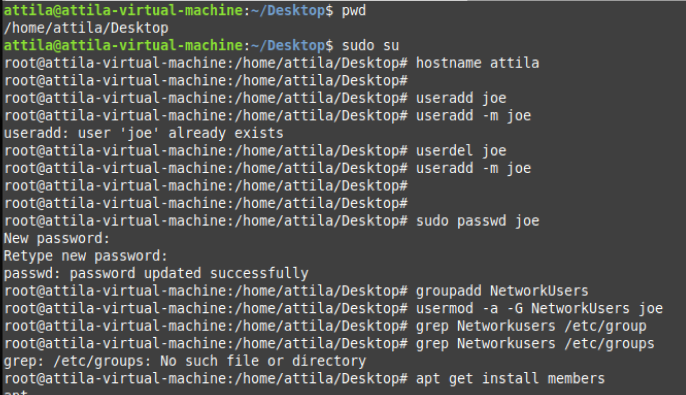 attila@attila-virtual-machine:~/Desktop$ pwd
/home/attila/Desktop
attila@attila-virtual-machine:~/Desktop$ sudo su
root@attila-virtual-machine:/home/attila/Desktop# hostname attila
root@attila-virtual-machine:/home/attila/Desktop#
root@attila-virtual-machine:/home/attila/Desktop# useradd joe
root@attila-virtual-machine:/home/attila/Desktop# useradd -m joe
useradd: user 'joe' already exists
root@attila-virtual-machine:/home/attila/Desktop# userdel joe
root@attila-virtual-machine:/home/attila/Desktop# useradd -m joe
root@attila-virtual-machine:/home/attila/Desktop#
root@attila-virtual-machine:/home/attila/Desktop#
root@attila-virtual-machine:/home/attila/Desktop# sudo passwd joe
New password:
Retype new password:
passwd: password updated successfully
root@attila-virtual-machine:/home/attila/Desktop# groupadd NetworkUsers
root@attila-virtual-machine:/home/attila/Desktop# usermod -a -G NetworkUsers joe
root@attila-virtual-machine:/home/attila/Desktop# grep Networkusers /etc/group
root@attila-virtual-machine:/home/attila/Desktop# grep Networkusers /etc/groups
grep: /etc/groups: No such file or directory
root@attila-virtual-machine:/home/attila/Desktop# apt get install members